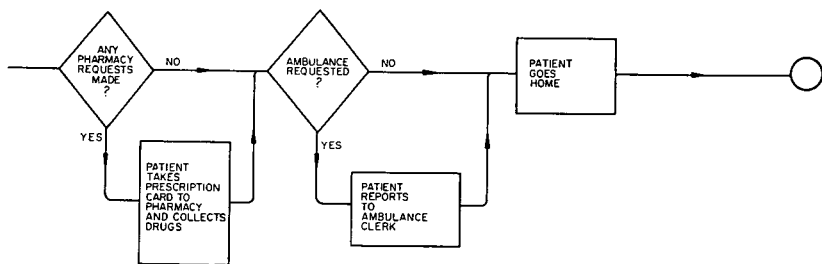 ANY
PHARMACY
REQUESTS
MADE
?
NO
YES
PATIENT
TAKES
PRESCRIPTION
CARD TO
PHARMACY
AND COLLECTS
DRUGS
AMBULANCE
REQUESTED
?
NO
YES
PATIENT
REPORTS
TO
AMBULANCE
CLERK
PATIENT
GOES
HOME